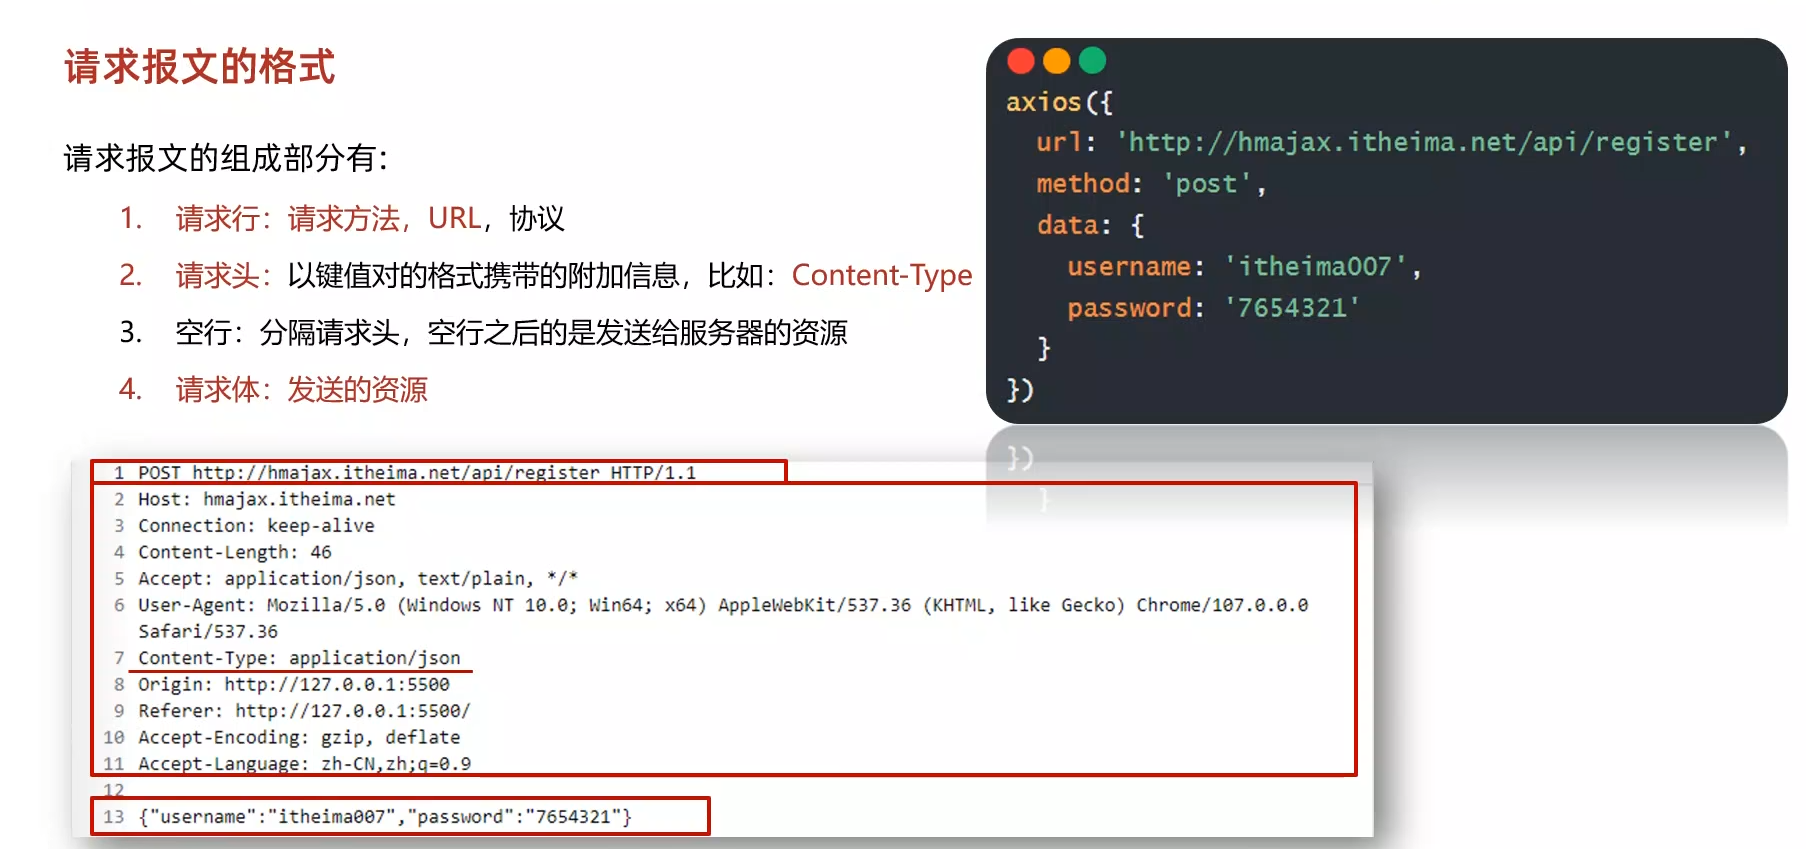 请求报文的格式
请求报文的组成部分有：
1. 请求行：请求方法，URL，协议
2. 请求头：以键值对的格式携带的附加信息，比如：Content-Type
3. 空行：分隔请求头，空行之后的是发送给服务器的资源
4. 请求体：发送的资源
axios({
url: 'http://hmajax.itheima.net/api/register',
method: 'post',
data: {
username: 'itheima007',
password: '7654321'
}
})
})
}
1 POST http://hmajax.itheima.net/api/register HTTP/1.1
2 Host: hmajax.itheima.net
3 Connection: keep-alive
4 Content-Length: 46
5 Accept: application/json, text/plain, */*
6 User-Agent: Mozilla/5.0 (Windows NT 10.0; Win64; x64) AppleWebKit/537.36 (KHTML, like Gecko) Chrome/107.0.0.0
Safari/537.36
7 Content-Type: application/json
8 Origin: http://127.0.0.1:5500
9 Referer: http://127.0.0.1:5500/
10 Accept-Encoding: gzip, deflate
11 Accept-Language: zh-CN,zh;q=0.9
12
13 {"username":"itheima007","password":"7654321"}